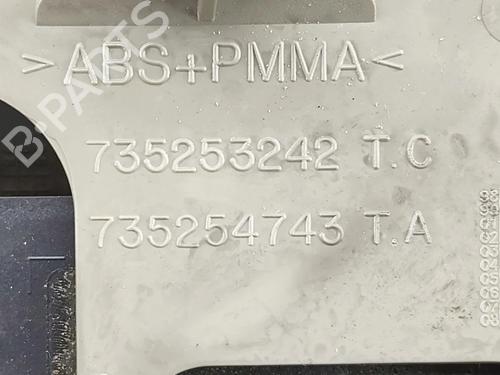 >ABS+PMMA<
735253242 T.C
735254743 T.A
B-PARTS